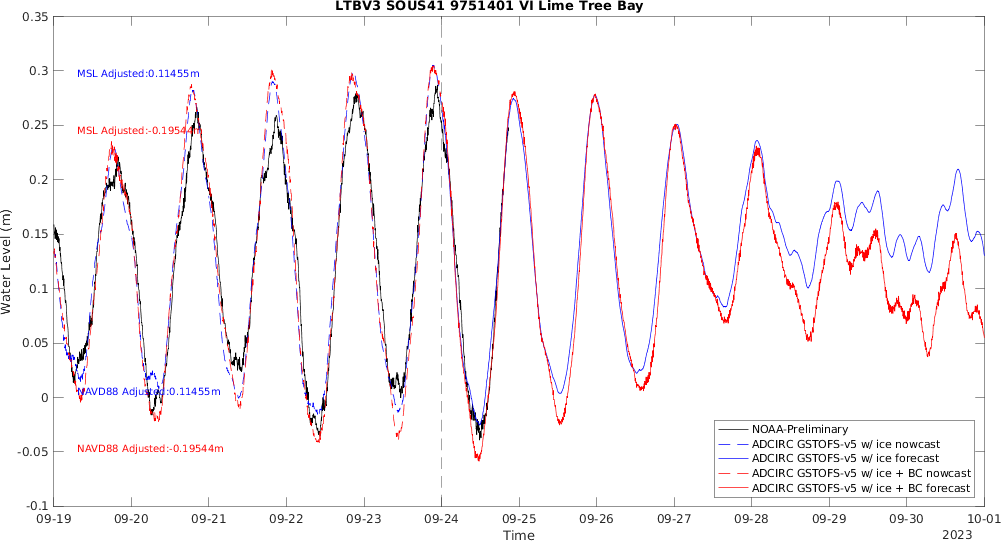 LTBV3 SOUS41 9751401 VI Lime Tree Bay
0.35
0.3
0.25
0.2
0.15
0.1
0.05
0
-0.05
-0.1
Water Level (m)
MSL Adjusted:0.11455m
MSL Adjusted:-0.19544m
NAVD88 Adjusted:0.11455m
NAVD88 Adjusted:-0.19544m
NOAA-Preliminary
ADCIRC GSTOFS-v5 w/ ice nowcast
ADCIRC GSTOFS-v5 w/ ice forecast
ADCIRC GSTOFS-v5 w/ ice + BC nowcast
ADCIRC GSTOFS-v5 w/ ice + BC forecast
09-19 09-20 09-21 09-22 09-23 09-24 09-25 09-26 09-27 09-28 09-29 09-30 10-01
Time
2023